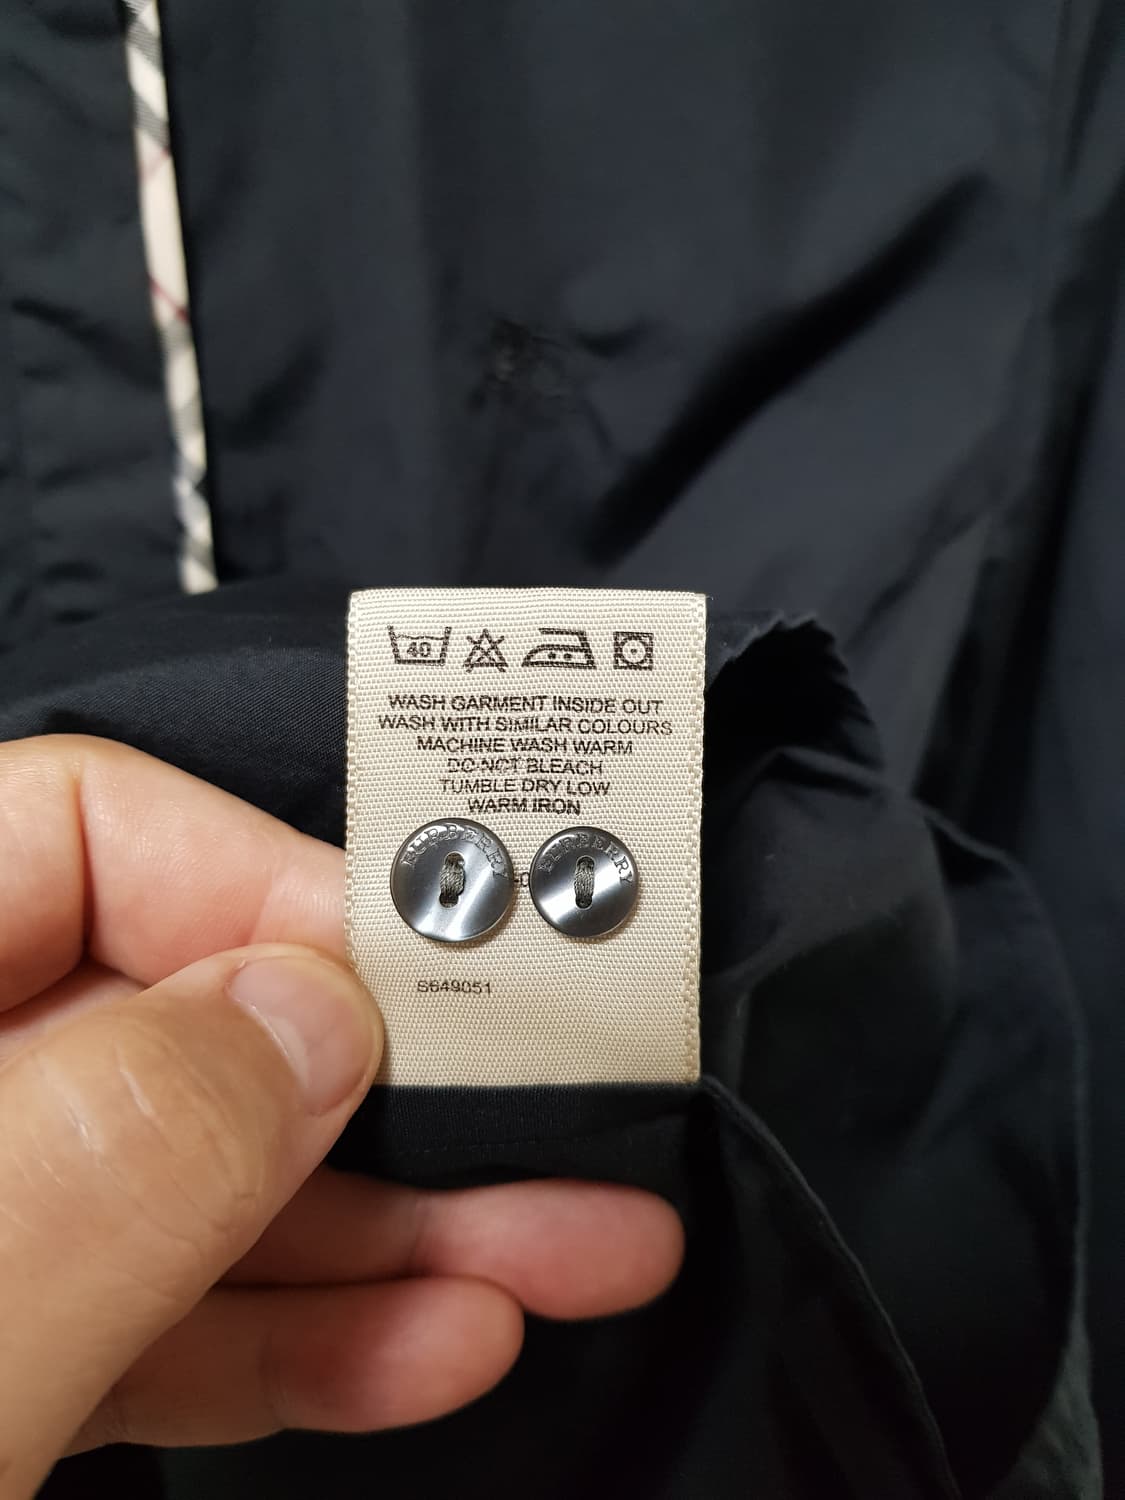 40
WASH GARMENT INSIDE OUT
WASH WITH SIMILAR COLOURS
MACHINE WASH WARM
DO NOT BLEACH
TUMBLE DRY LOW
WARM IRON
BURBERRY BURBERRY
S649051